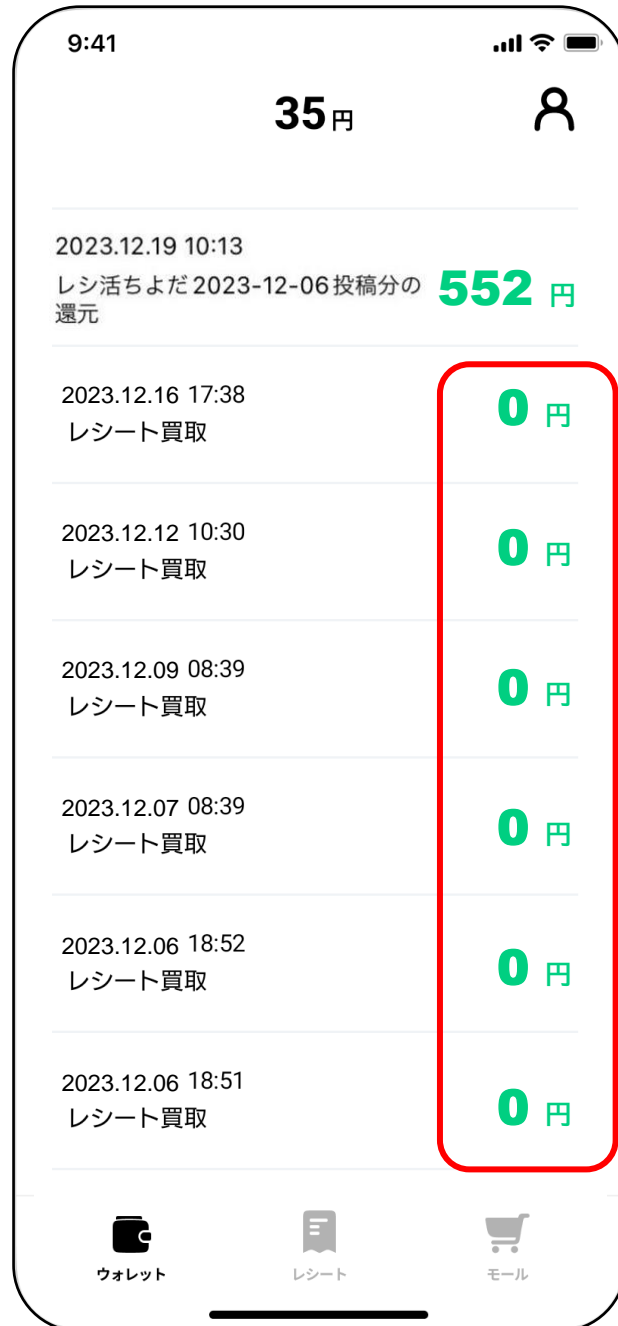 9:41
35円
2023.12.19 10:13
レシ活ちよだ2023-12-06投稿分の
還元
552 円
2023.12.16 17:38
レシート買取
0 円
2023.12.12 10:30
レシート買取
0 円
2023.12.09 08:39
レシート買取
0 円
2023.12.07 08:39
レシート買取
0 円
2023.12.06 18:52
レシート買取
0 円
2023.12.06 18:51
レシート買取
0 円
ウォレット
レシート
モール